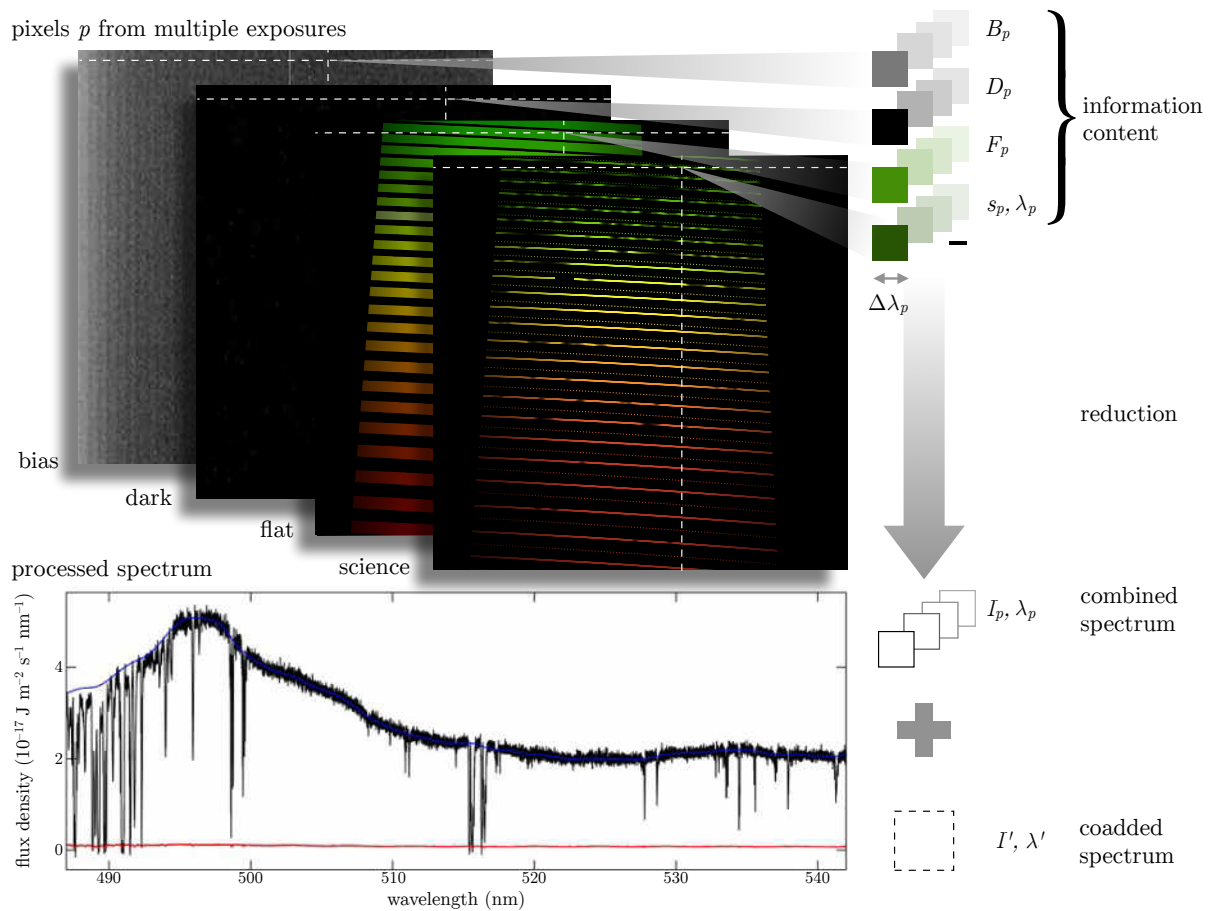 pixels p from multiple exposures
B_p
D_p
F_p
s_p, λ_p
information
content
Δλ_p
reduction
bias
dark
flat
science
processed spectrum
I_p, λ_p
combined
spectrum
I′, λ′
coadded
spectrum
flux density (10⁻¹⁷ J m⁻² s⁻¹ nm⁻¹)
4
2
0
490
500
510
520
530
540
wavelength (nm)